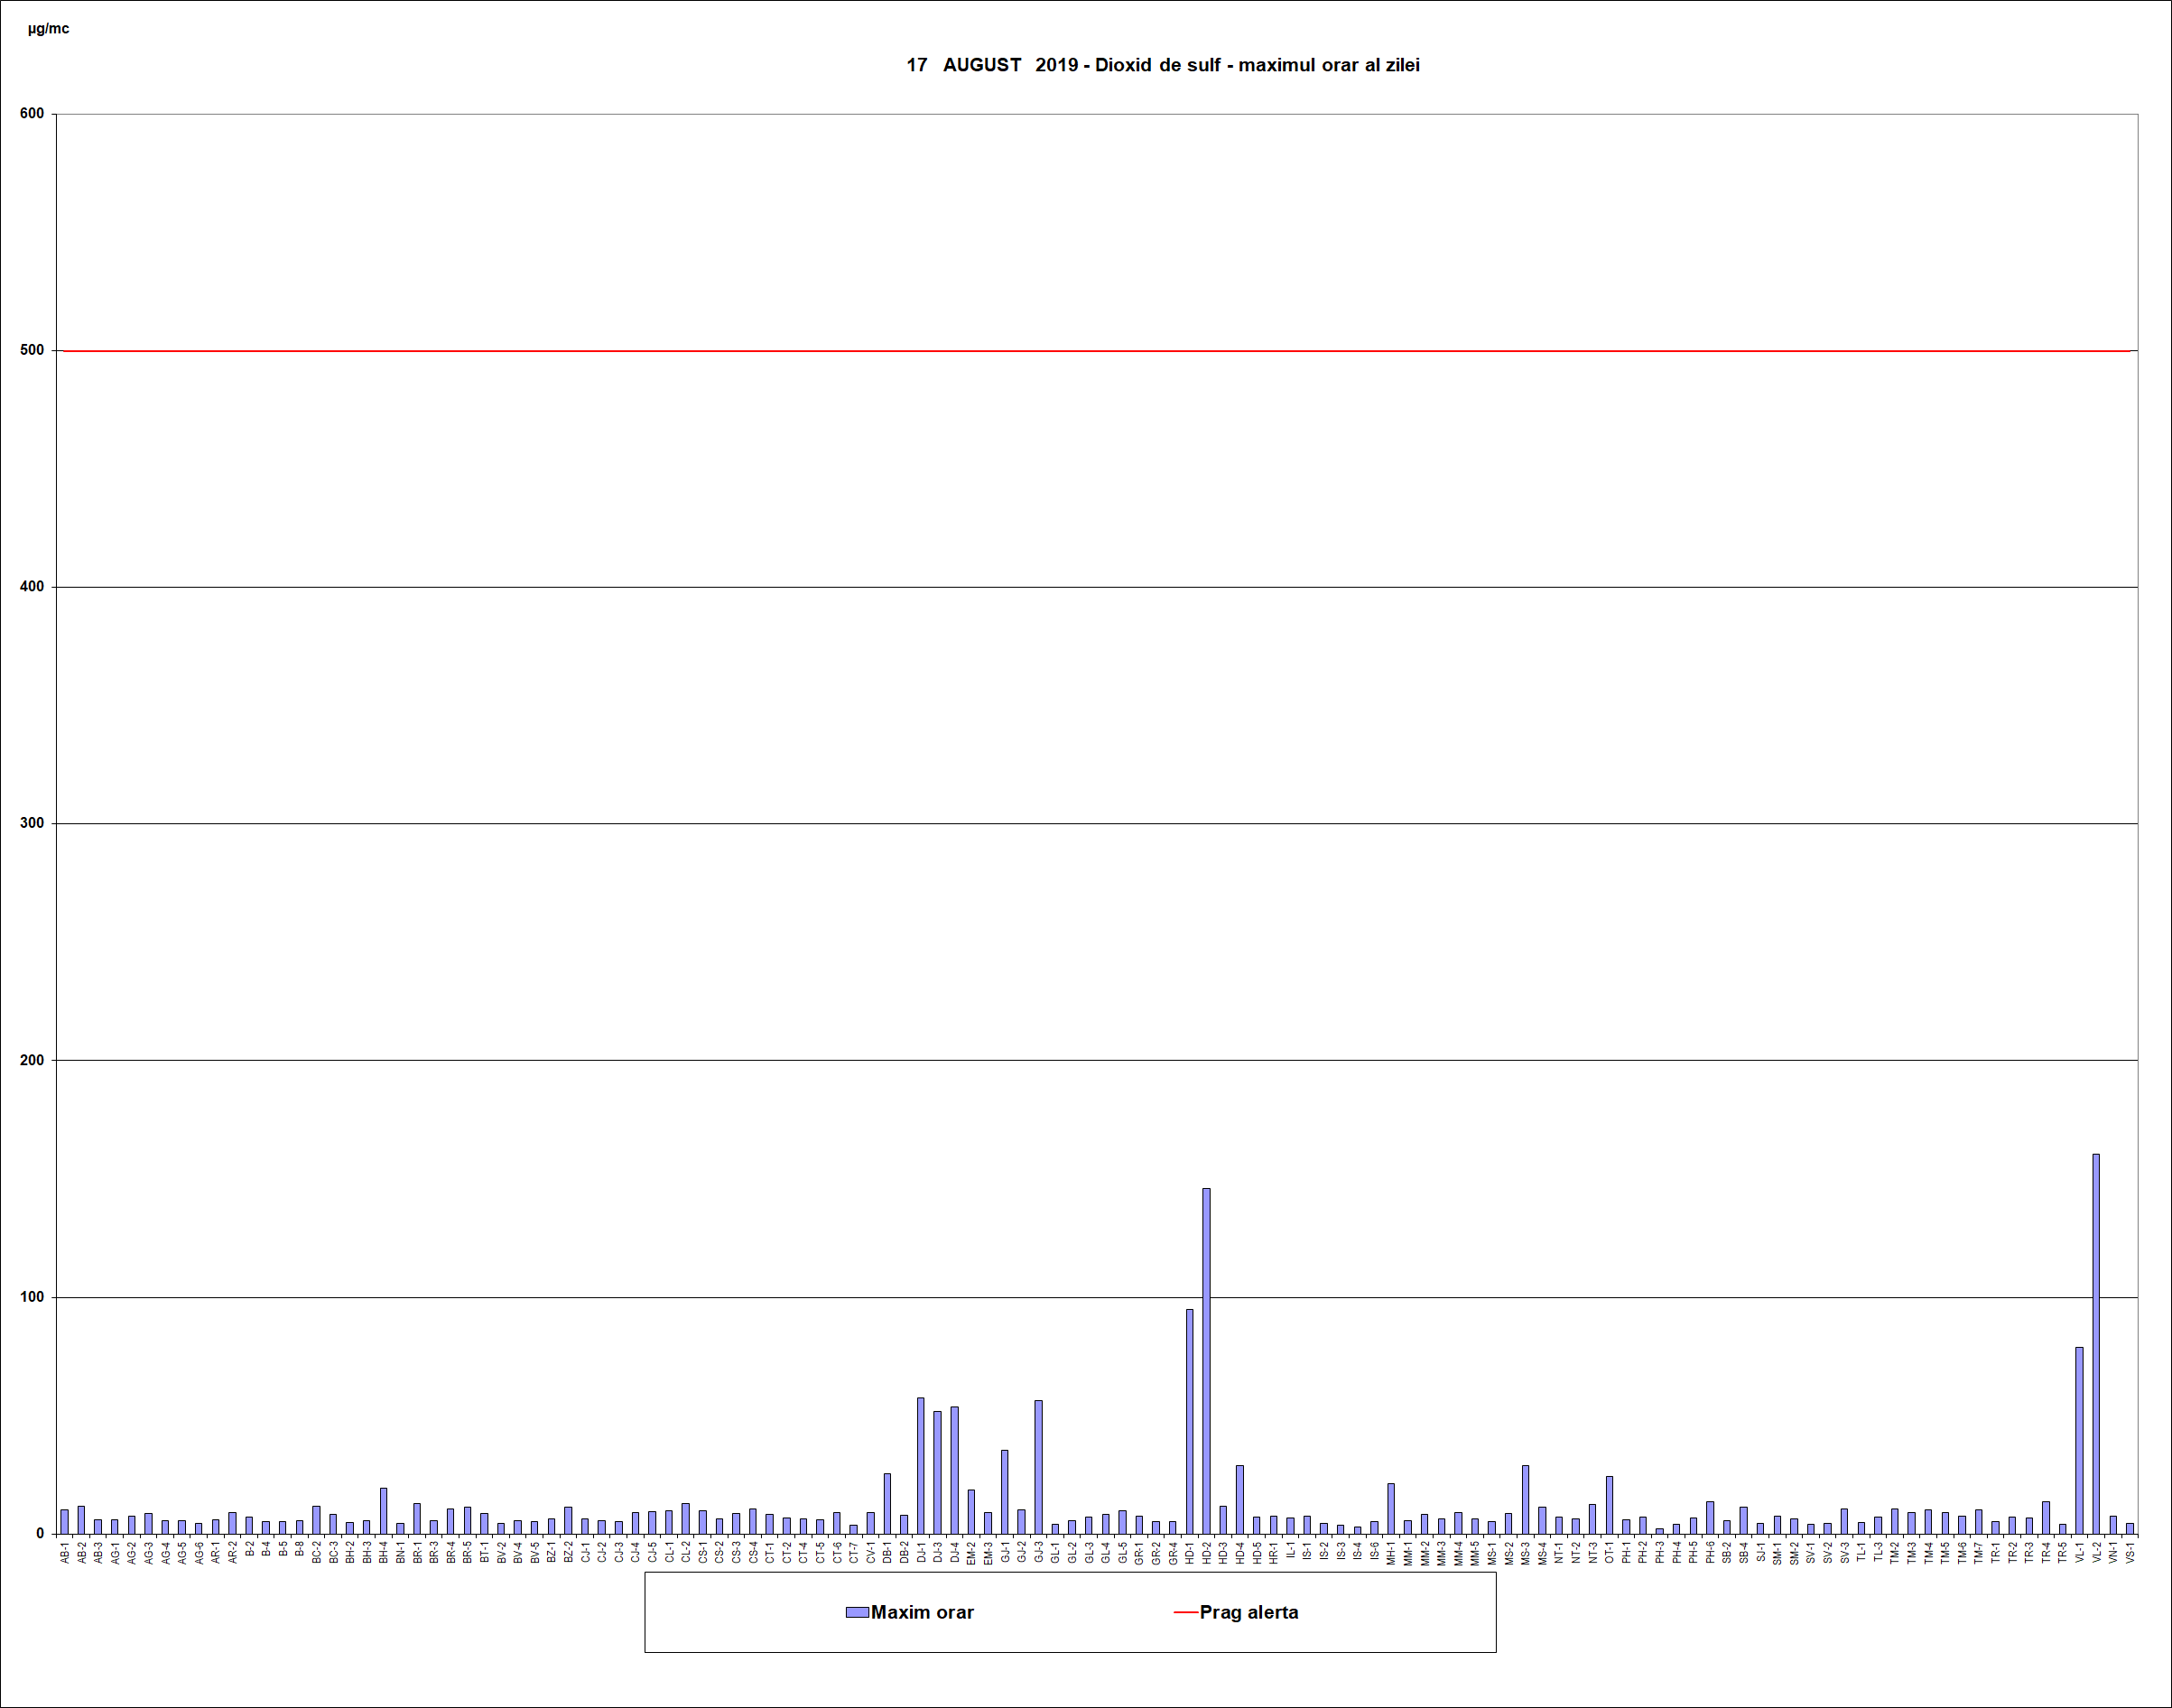 µg/mc
17 AUGUST 2019 - Dioxid de sulf - maximul orar al zilei
600
500
400
300
200
100
0
AB-1 AB-2 AB-3 AG-1 AG-2 AG-3 AG-4 AG-5 AG-6 AR-1 AR-2 B-2 B-4 B-5 B-8 BC-2 BC-3 BH-2 BH-3 BH-4 BN-1 BR-1 BR-3 BR-4 BR-5 BT-1 BV-2 BV-4 BV-5 BZ-1 BZ-2 CJ-1 CJ-2 CJ-3 CJ-4 CJ-5 CL-1 CL-2 CS-1 CS-2 CS-3 CS-4 CT-1 CT-2 CT-4 CT-5 CT-6 CT-7 CV-1 DB-1 DB-2 DJ-1 DJ-3 DJ-4 EM-2 EM-3 GJ-1 GJ-2 GJ-3 GL-1 GL-2 GL-3 GL-4 GL-5 GR-1 GR-2 GR-4 HD-1 HD-2 HD-3 HD-4 HD-5 HR-1 IL-1 IS-1 IS-2 IS-3 IS-4 IS-6 MH-1 MM-1 MM-2 MM-3 MM-4 MM-5 MS-1 MS-2 MS-3 MS-4 NT-1 NT-2 NT-3 OT-1 PH-1 PH-2 PH-3 PH-4 PH-5 PH-6 SB-2 SB-4 SJ-1 SM-1 SM-2 SV-1 SV-2 SV-3 TL-1 TL-3 TM-2 TM-3 TM-4 TM-5 TM-6 TM-7 TR-1 TR-2 TR-3 TR-4 TR-5 VL-1 VL-2 VN-1 VS-1
Maxim orar Prag alerta